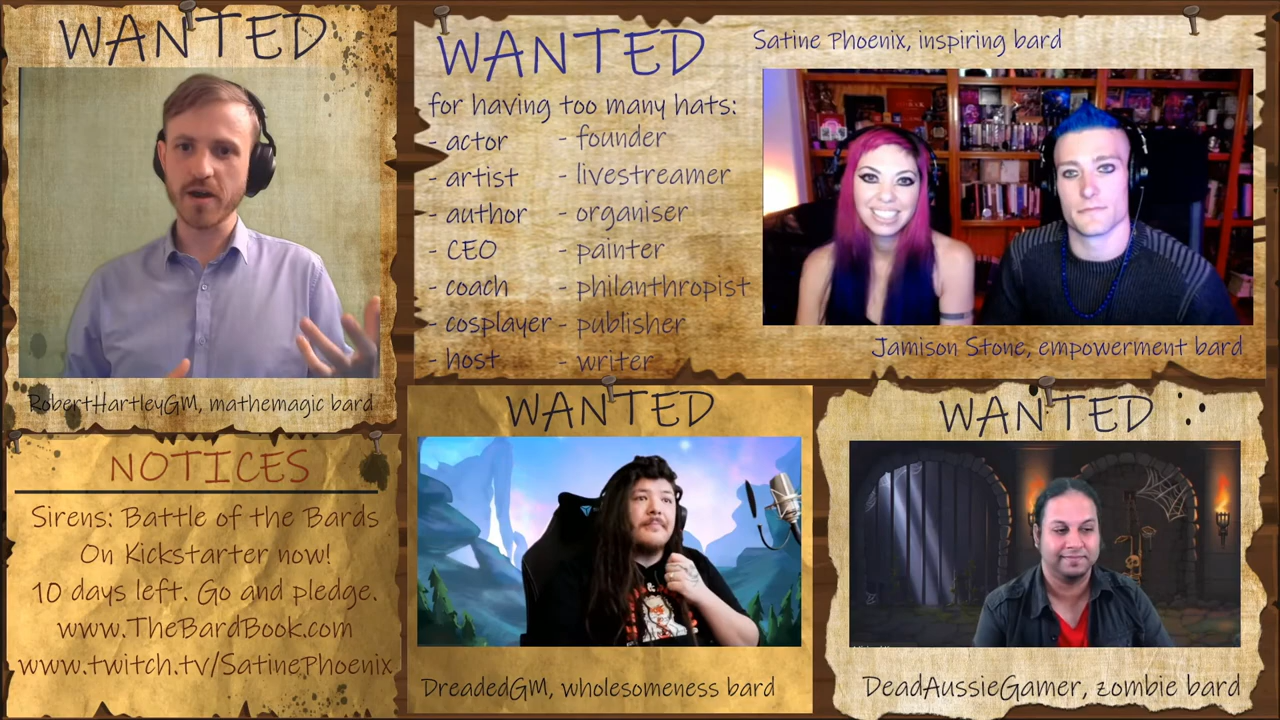 WANTED
RobertHartleyGM, mathemagic bard
WANTED
for having too many hats:
- actor
- artist
- author
- CEO
- coach
- cosplayer
- host
- founder
- livestreamer
- organiser
- painter
- philanthropist
- publisher
- writer
Satine Phoenix, inspiring bard
Jamison Stone, empowerment bard
NOTICES
Sirens: Battle of the Bards
On Kickstarter now!
10 days left. Go and pledge.
www.TheBardBook.com
www.twitch.tv/SatinePhoenix
WANTED
DreadedGM, wholesomeness bard
WANTED
DeadAussieGamer, zombie bard